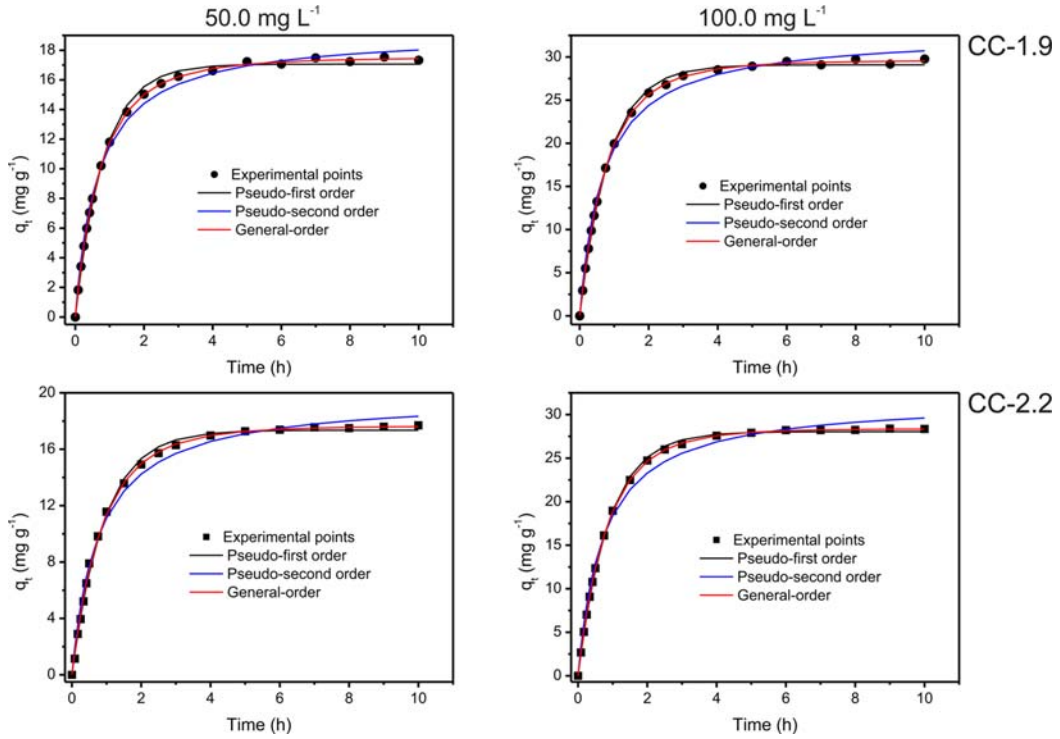 50.0 mg L⁻¹
100.0 mg L⁻¹
CC-1.9
18
16
14
12
10
8
6
4
2
0
qₜ (mg g⁻¹)
Experimental points
Pseudo-first order
Pseudo-second order
General-order
0 2 4 6 8 10
Time (h)
30
25
20
15
10
5
0
qₜ (mg g⁻¹)
Experimental points
Pseudo-first order
Pseudo-second order
General-order
0 2 4 6 8 10
Time (h)
CC-2.2
20
16
12
8
4
0
qₜ (mg g⁻¹)
Experimental points
Pseudo-first order
Pseudo-second order
General-order
0 2 4 6 8 10
Time (h)
30
25
20
15
10
5
0
qₜ (mg g⁻¹)
Experimental points
Pseudo-first order
Pseudo-second order
General-order
0 2 4 6 8 10
Time (h)